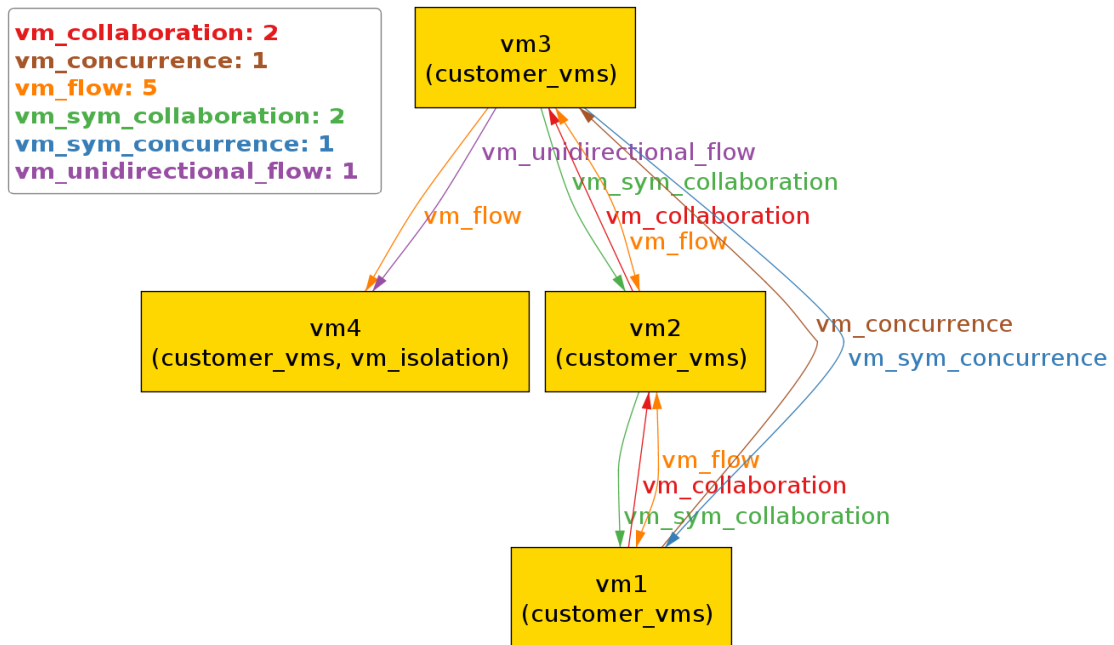 vm_collaboration: 2
vm_concurrence: 1
vm_flow: 5
vm_sym_collaboration: 2
vm_sym_concurrence: 1
vm_unidirectional_flow: 1
vm3
(customer_vms)
vm_unidirectional_flow
vm_sym_collaboration
vm_flow
vm_collaboration
vm_flow
vm4
(customer_vms, vm_isolation)
vm2
(customer_vms)
vm_concurrence
vm_sym_concurrence
vm_flow
vm_collaboration
vm_sym_collaboration
vm1
(customer_vms)